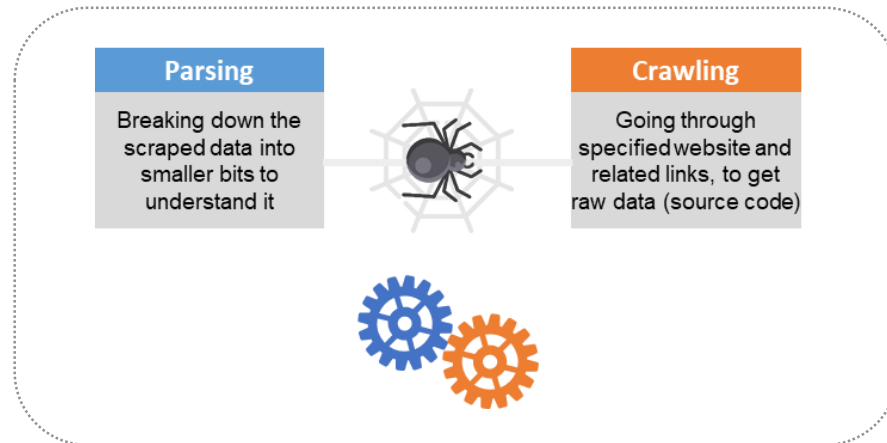 Parsing
Breaking down the
scraped data into
smaller bits to
understand it
Crawling
Going through
specified website and
related links, to get
raw data (source code)